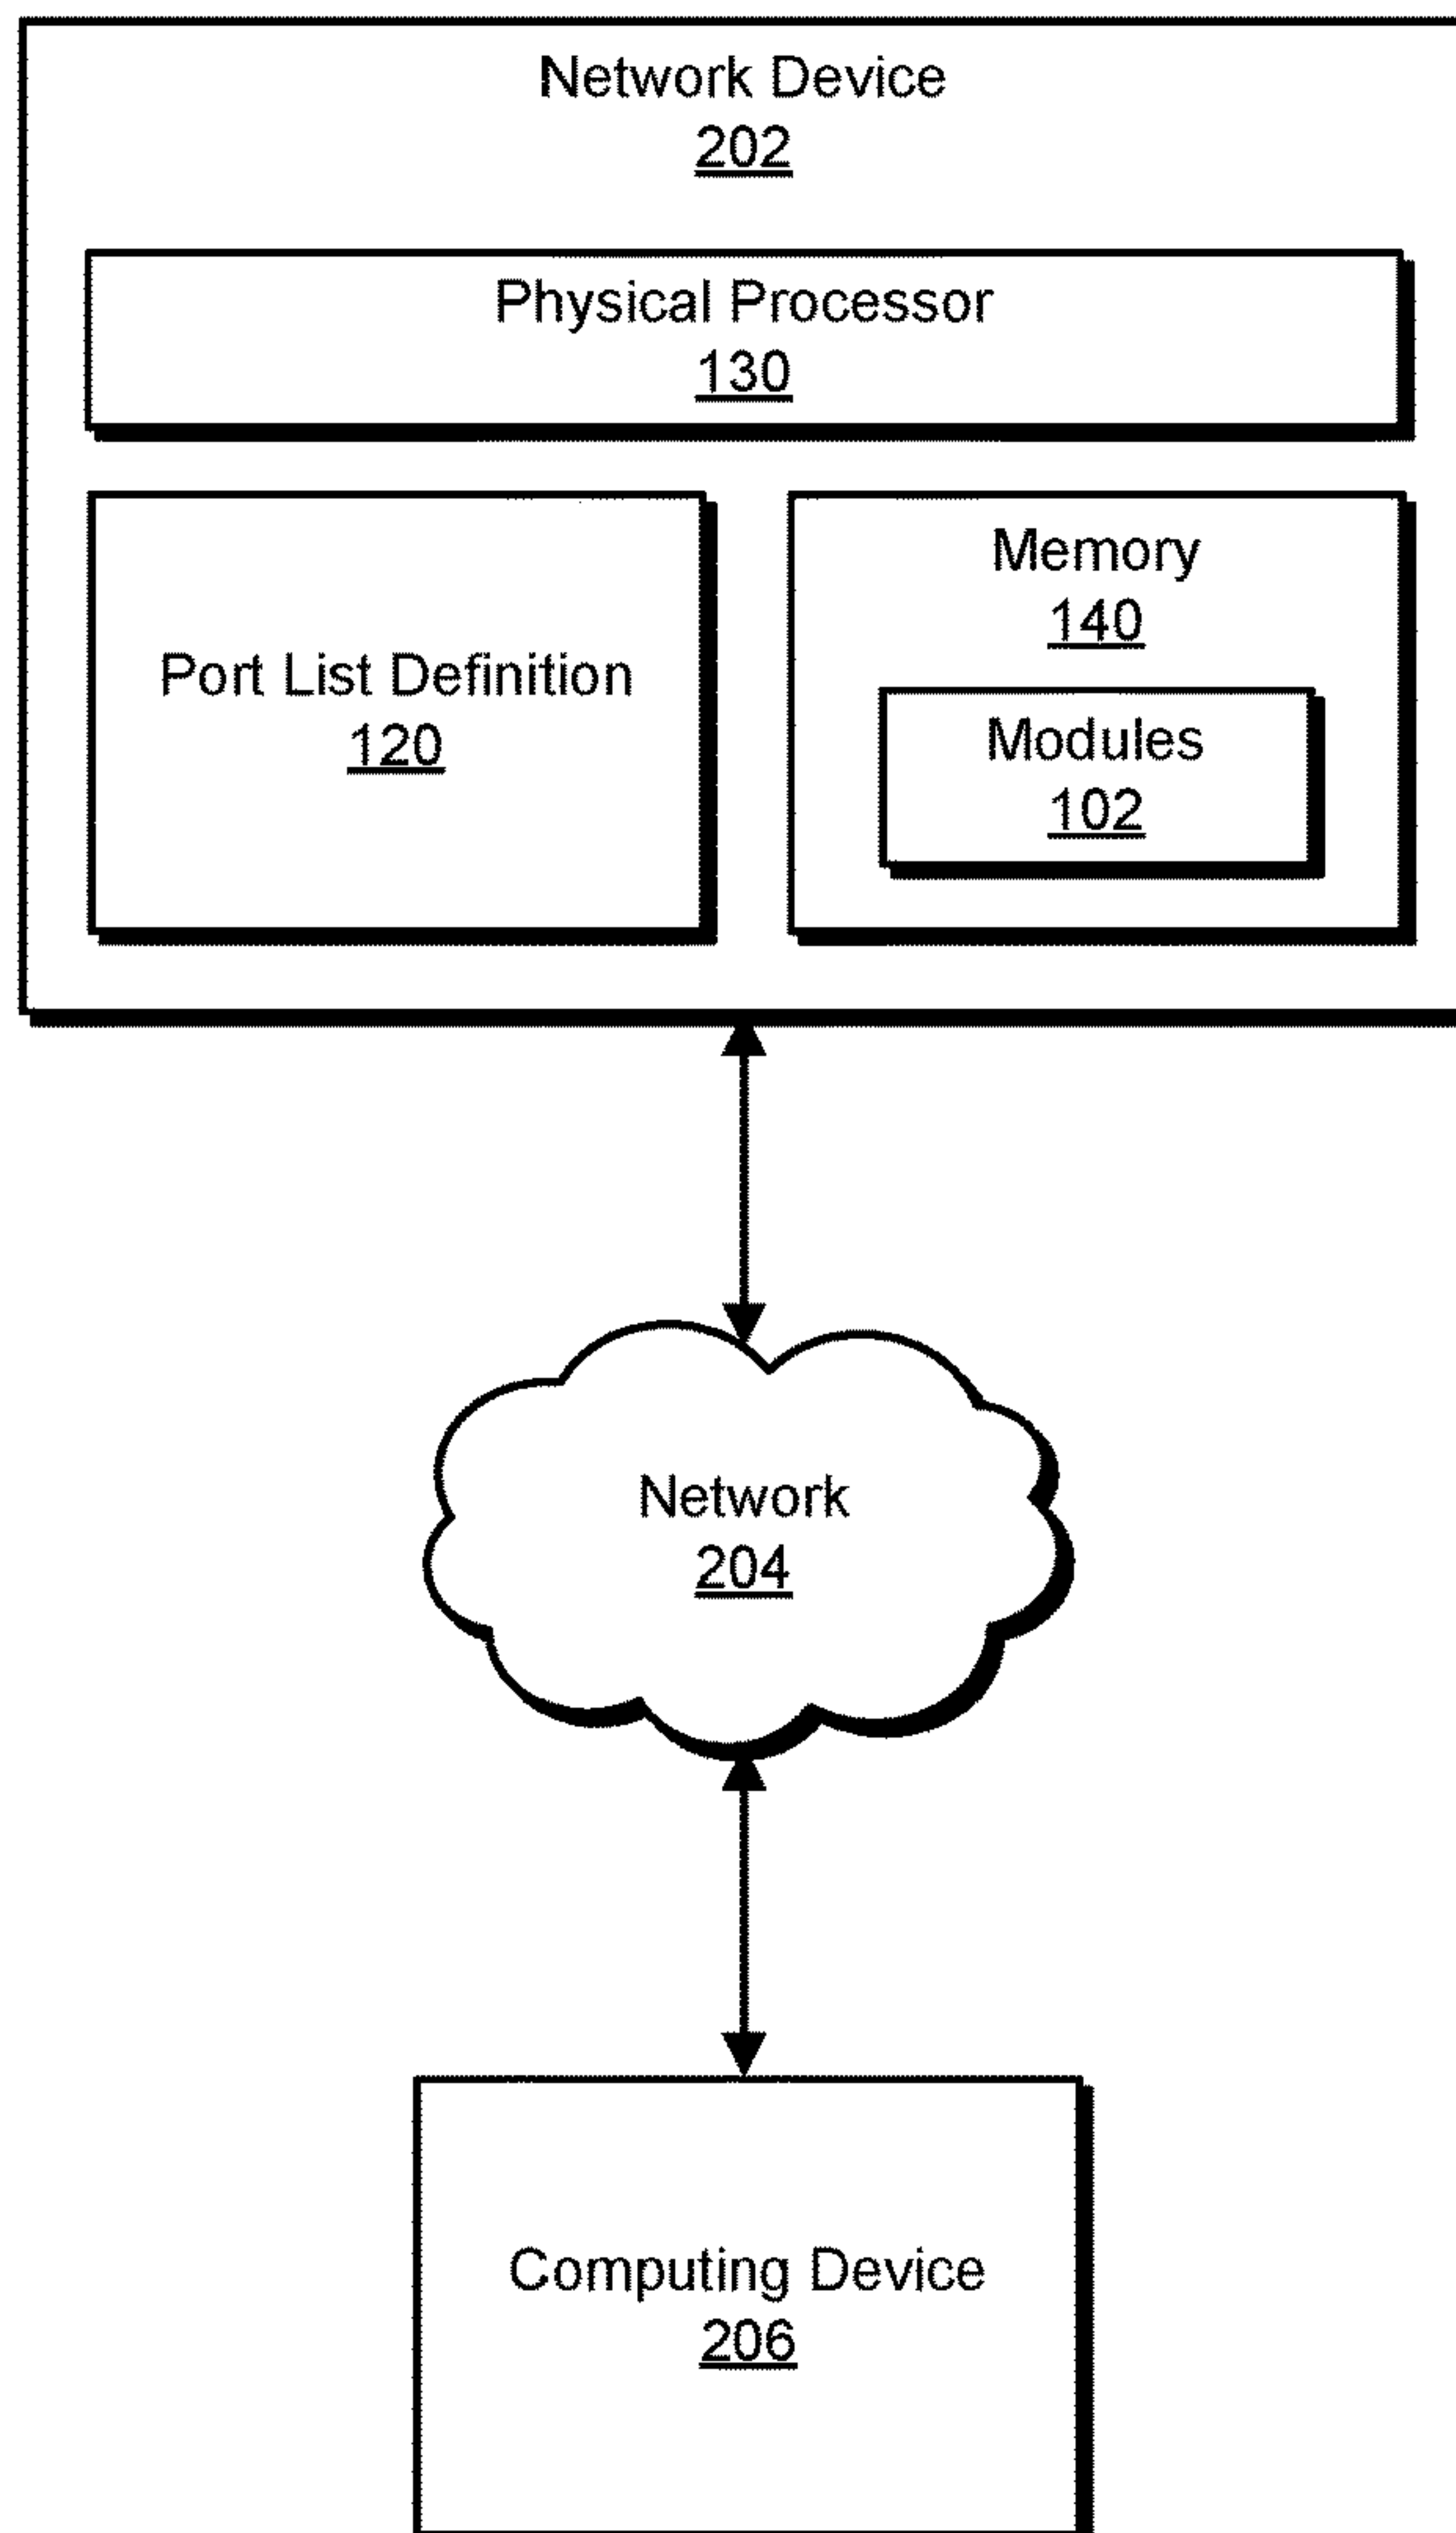 Network Device
202
Physical Processor
130
Port List Definition
120
Memory
140
Modules
102
Network
204
Computing Device
206